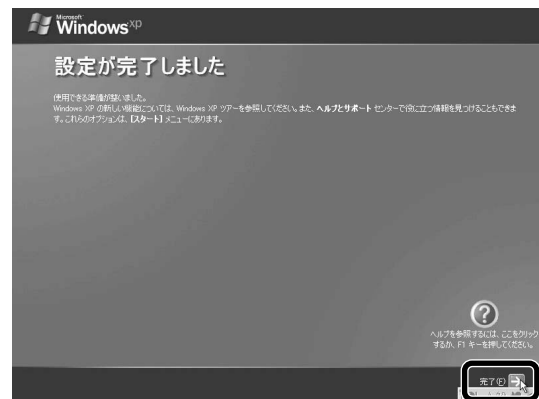 Microsoft
Windows xp
設定が完了しました
使用できる準備が整いました。
Windows XP の新しい機能については、Windows XP ツアーを参照してください。また、ヘルプとサポート センターで役に立つ情報を見つけることもできま
す。これらのオプションは、[スタート] メニューにあります。
ヘルプを参照するには、ここをクリック
するか、F1 キーを押してください。
完了(F)